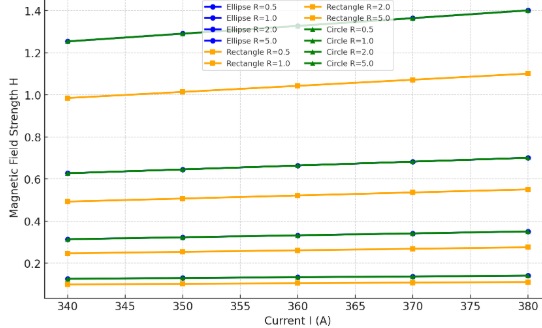 1.4
1.2
1.0
0.8
0.6
0.4
0.2
Magnetic Field Strength H
Ellipse R=0.5
Ellipse R=1.0
Ellipse R=2.0
Ellipse R=5.0
Rectangle R=0.5
Rectangle R=1.0
Rectangle R=2.0
Rectangle R=5.0
Circle R=0.5
Circle R=1.0
Circle R=2.0
Circle R=5.0
340 345 350 355 360 365 370 375 380
Current I (A)